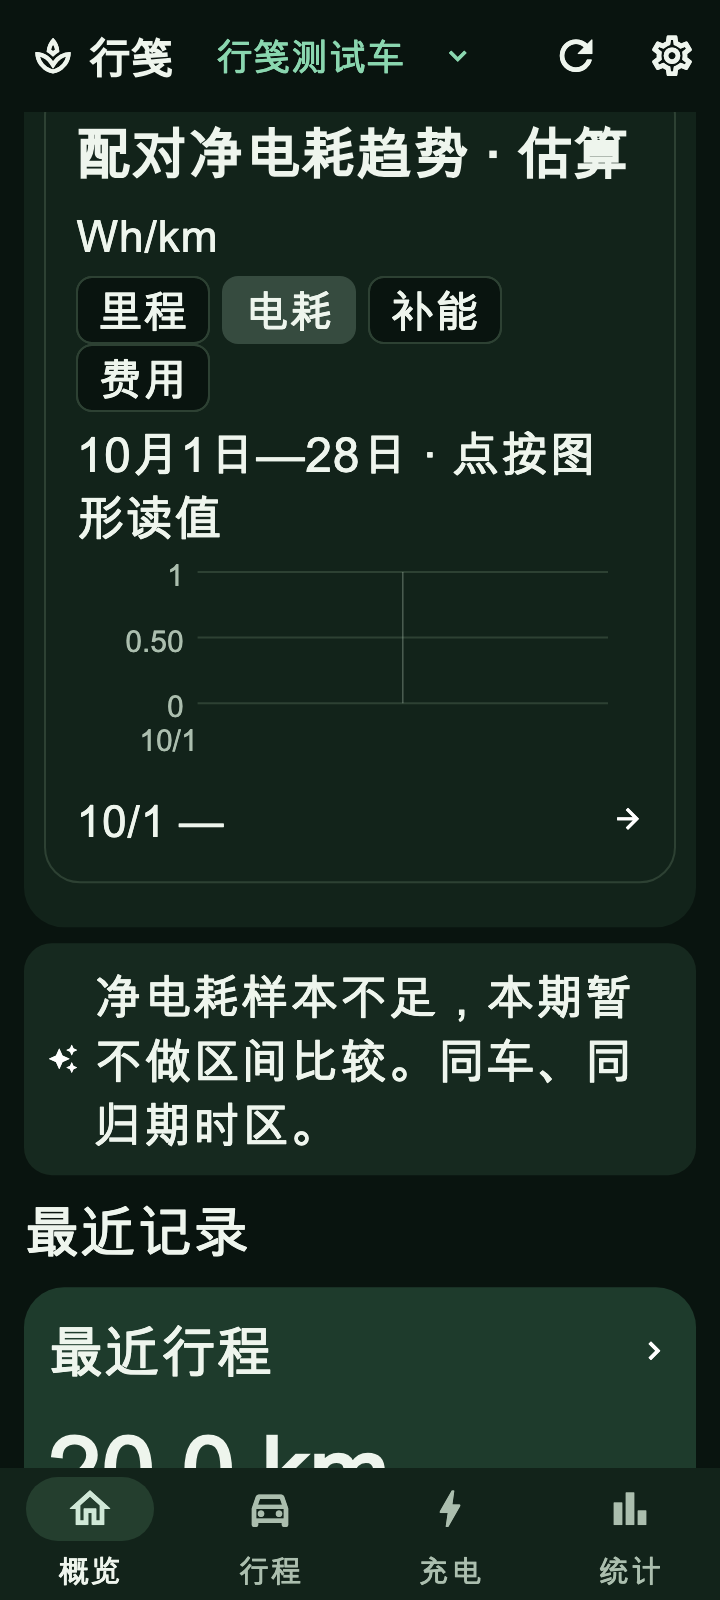 行笺 行笺测试车
配对净电耗趋势 · 估算
Wh/km
里程 电耗 补能
费用
10月1日—28日 · 点按图
形读值
1
0.50
0
10/1
10/1 —
净电耗样本不足，本期暂
不做区间比较。同车、同
归期时区。
最近记录
最近行程
20.0 km
概览 行程 充电 统计